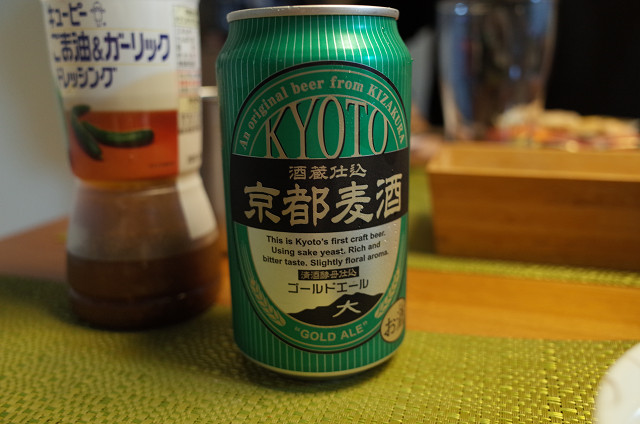 キユーピー
ごま油&ガーリック
ドレッシング
An original beer from KIZAKURA
KYOTO
酒蔵仕込
京都麦酒
This is Kyoto's first craft beer.
Using sake yeast. Rich and
bitter taste. Slightly floral aroma.
清酒酵母仕込
ゴールドエール
大
"GOLD ALE"
お酒